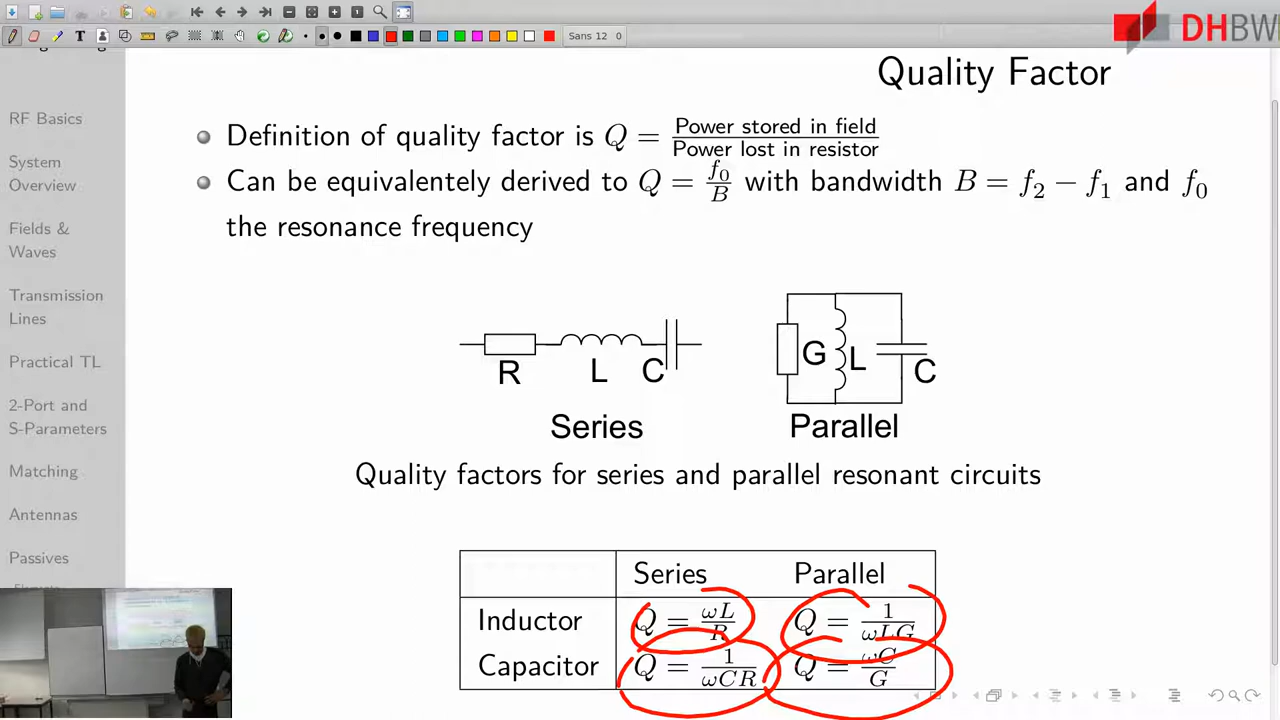 Sans 12 0
DHBW
Quality Factor
RF Basics
System
Overview
Fields &
Waves
Transmission
Lines
Practical TL
2-Port and
S-Parameters
Matching
Antennas
Passives
Definition of quality factor is Q = Power stored in field / Power lost in resistor
Can be equivalentely derived to Q = f₀/B with bandwidth B = f₂ − f₁ and f₀
the resonance frequency
R L C
Series
G L C
Parallel
Quality factors for series and parallel resonant circuits
Series Parallel
Inductor Q = ωL/R Q = 1/ωLG
Capacitor Q = 1/ωCR Q = ωC/G